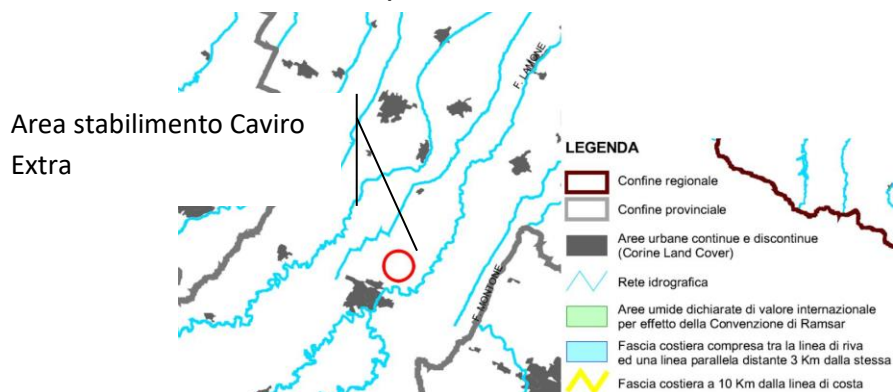 F. LAMONE
Area stabilimento Caviro
Extra
F. MONTONE
LEGENDA
Confine regionale
Confine provinciale
Aree urbane continue e discontinue
(Corine Land Cover)
Rete idrografica
Aree umide dichiarate di valore internazionale
per effetto della Convenzione di Ramsar
Fascia costiera compresa tra la linea di riva
ed una linea parallela distante 3 Km dalla stessa
Fascia costiera a 10 Km dalla linea di costa